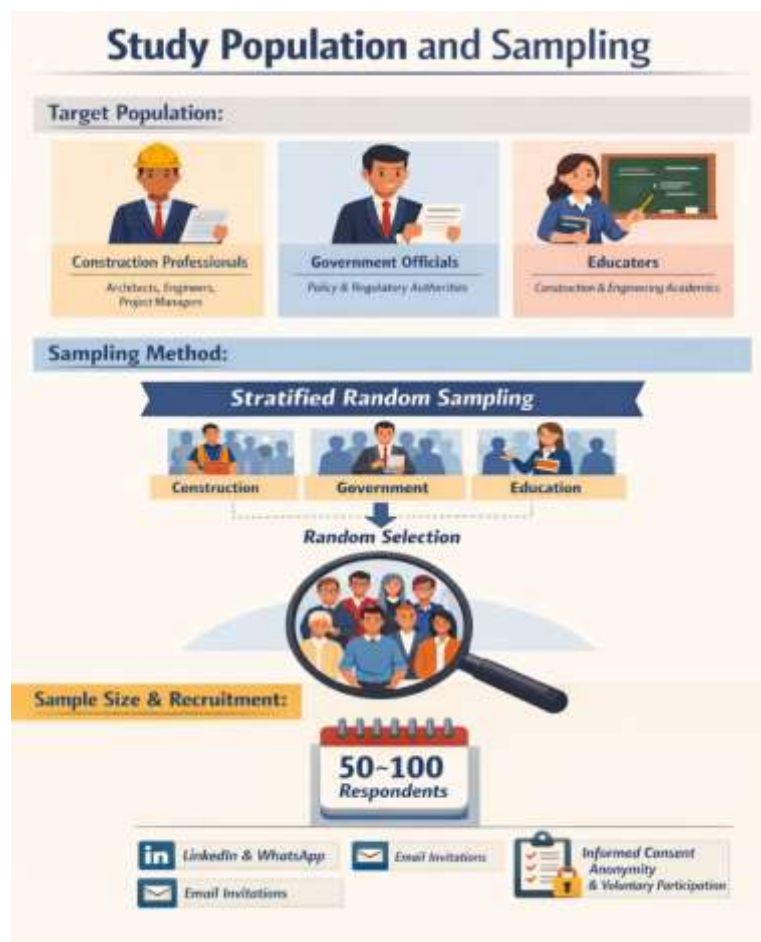 Study Population and Sampling
Target Population:
Construction Professionals
Architects, Engineers,
Project Managers
Government Officials
Policy & Regulatory Authorities
Educators
Construction & Engineering Academics
Sampling Method:
Stratified Random Sampling
Construction
Government
Education
Random Selection
Sample Size & Recruitment:
50~100
Respondents
in
LinkedIn & WhatsApp
Email Invitations
Email Invitations
Informed Consent
Anonymity
& Voluntary Participation